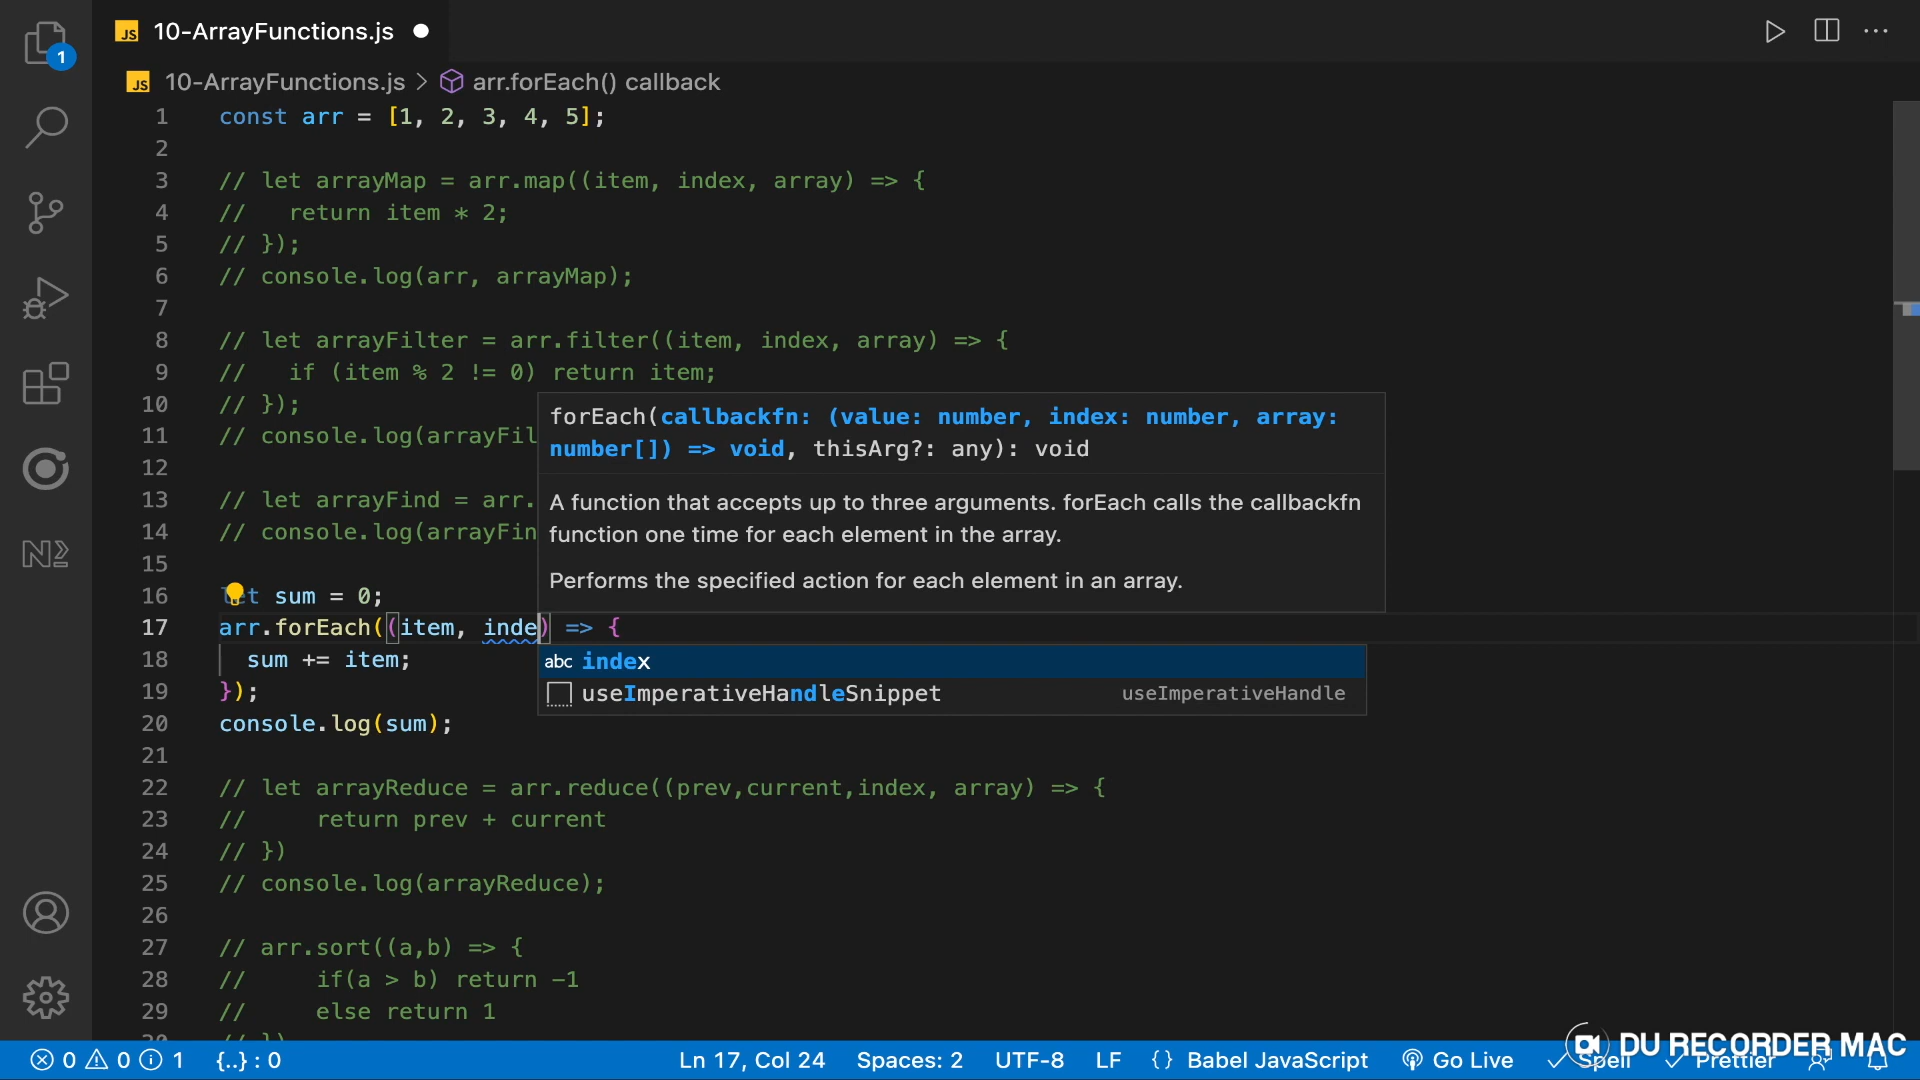 JS 10-ArrayFunctions.js
1
JS 10-ArrayFunctions.js > arr.forEach() callback
1 const arr = [1, 2, 3, 4, 5];
2
3 // let arrayMap = arr.map((item, index, array) => {
4 //   return item * 2;
5 // });
6 // console.log(arr, arrayMap);
7
8 // let arrayFilter = arr.filter((item, index, array) => {
9 //   if (item % 2 != 0) return item;
10 // });
11 // console.log(arrayFil
forEach(callbackfn: (value: number, index: number, array:
number[]) => void, thisArg?: any): void
12
13 // let arrayFind = arr.
A function that accepts up to three arguments. forEach calls the callbackfn
14 // console.log(arrayFin
function one time for each element in the array.
15
Performs the specified action for each element in an array.
16 let sum = 0;
17 arr.forEach((item, inde) => {
abc index
useImperativeHandleSnippet useImperativeHandle
18   sum += item;
19 });
20 console.log(sum);
21
22 // let arrayReduce = arr.reduce((prev,current,index, array) => {
23 //     return prev + current
24 // })
25 // console.log(arrayReduce);
26
27 // arr.sort((a,b) => {
28 //     if(a > b) return -1
29 //     else return 1
30 // })
DU RECORDER MAC
0 0 1 {..} : 0 Ln 17, Col 24 Spaces: 2 UTF-8 LF {} Babel JavaScript Go Live Spell Prettier